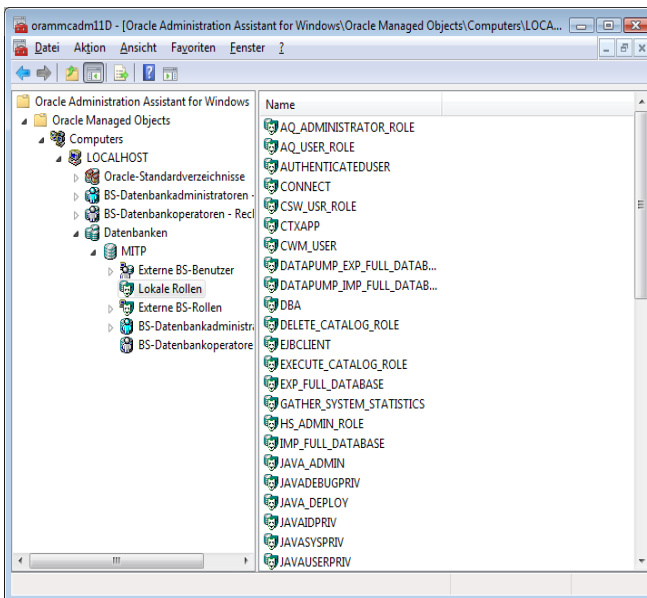 orammcadm11D - [Oracle Administration Assistant for Windows\Oracle Managed Objects\Computers\LOCA...
Datei Aktion Ansicht Favoriten Fenster ?
Oracle Administration Assistant for Windows
Oracle Managed Objects
Computers
LOCALHOST
Oracle-Standardverzeichnisse
BS-Datenbankadministratoren -
BS-Datenbankoperatoren - Recl
Datenbanken
MITP
Externe BS-Benutzer
Lokale Rollen
Externe BS-Rollen
BS-Datenbankadministra
BS-Datenbankoperatore
Name
AQ_ADMINISTRATOR_ROLE
AQ_USER_ROLE
AUTHENTICATEDUSER
CONNECT
CSW_USR_ROLE
CTXAPP
CWM_USER
DATAPUMP_EXP_FULL_DATAB...
DATAPUMP_IMP_FULL_DATAB...
DBA
DELETE_CATALOG_ROLE
EJBCLIENT
EXECUTE_CATALOG_ROLE
EXP_FULL_DATABASE
GATHER_SYSTEM_STATISTICS
HS_ADMIN_ROLE
IMP_FULL_DATABASE
JAVA_ADMIN
JAVADEBUGPRIV
JAVA_DEPLOY
JAVAIDPRIV
JAVASYSPRIV
JAVAUSERPRIV